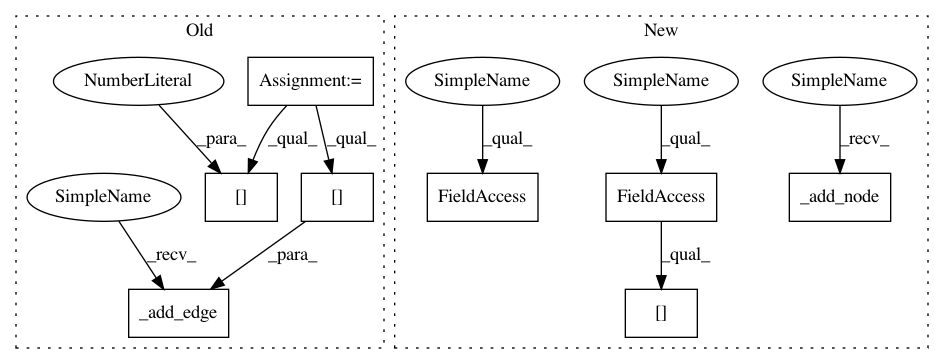 Old
New
NumberLiteral
Assignment:=
SimpleName
SimpleName
SimpleName
_para_
_qual_
_qual_
_qual_
_qual_
_recv_
SimpleName
[]
[]
FieldAccess
FieldAccess
_add_node
_recv_
_para_
_qual_
_add_edge
[]